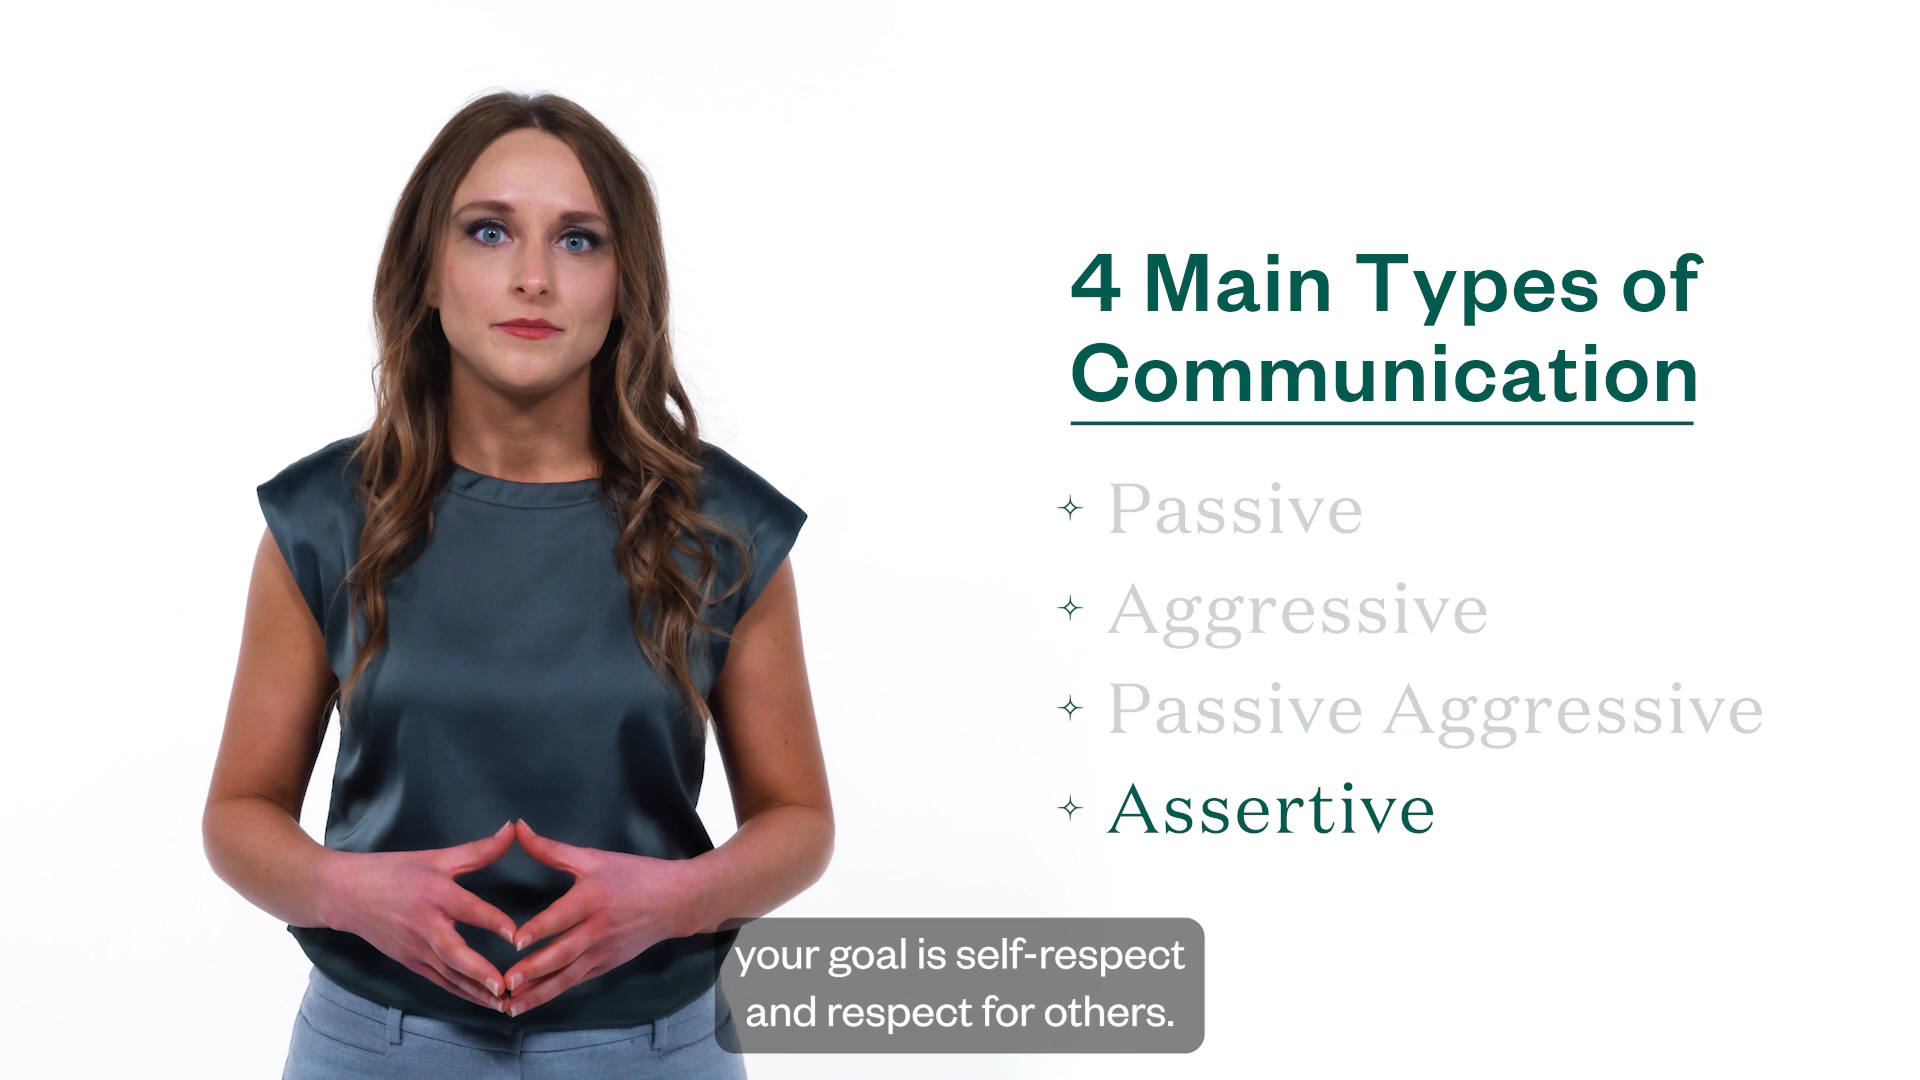 4 Main Types of
Communication
Passive
Aggressive
Passive Aggressive
Assertive
your goal is self-respect
and respect for others.